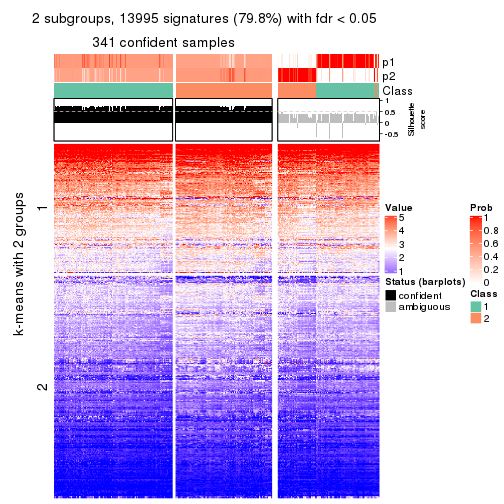 2 subgroups, 13995 signatures (79.8%) with fdr < 0.05
341 confident samples
p1
p2
Class
1
0.5
0
-0.5
Silhouette
score
k-means with 2 groups
1
2
Value
5
4
3
2
1
Status (barplots)
confident
ambiguous
Prob
1
0.8
0.6
0.4
0.2
0
Class
1
2